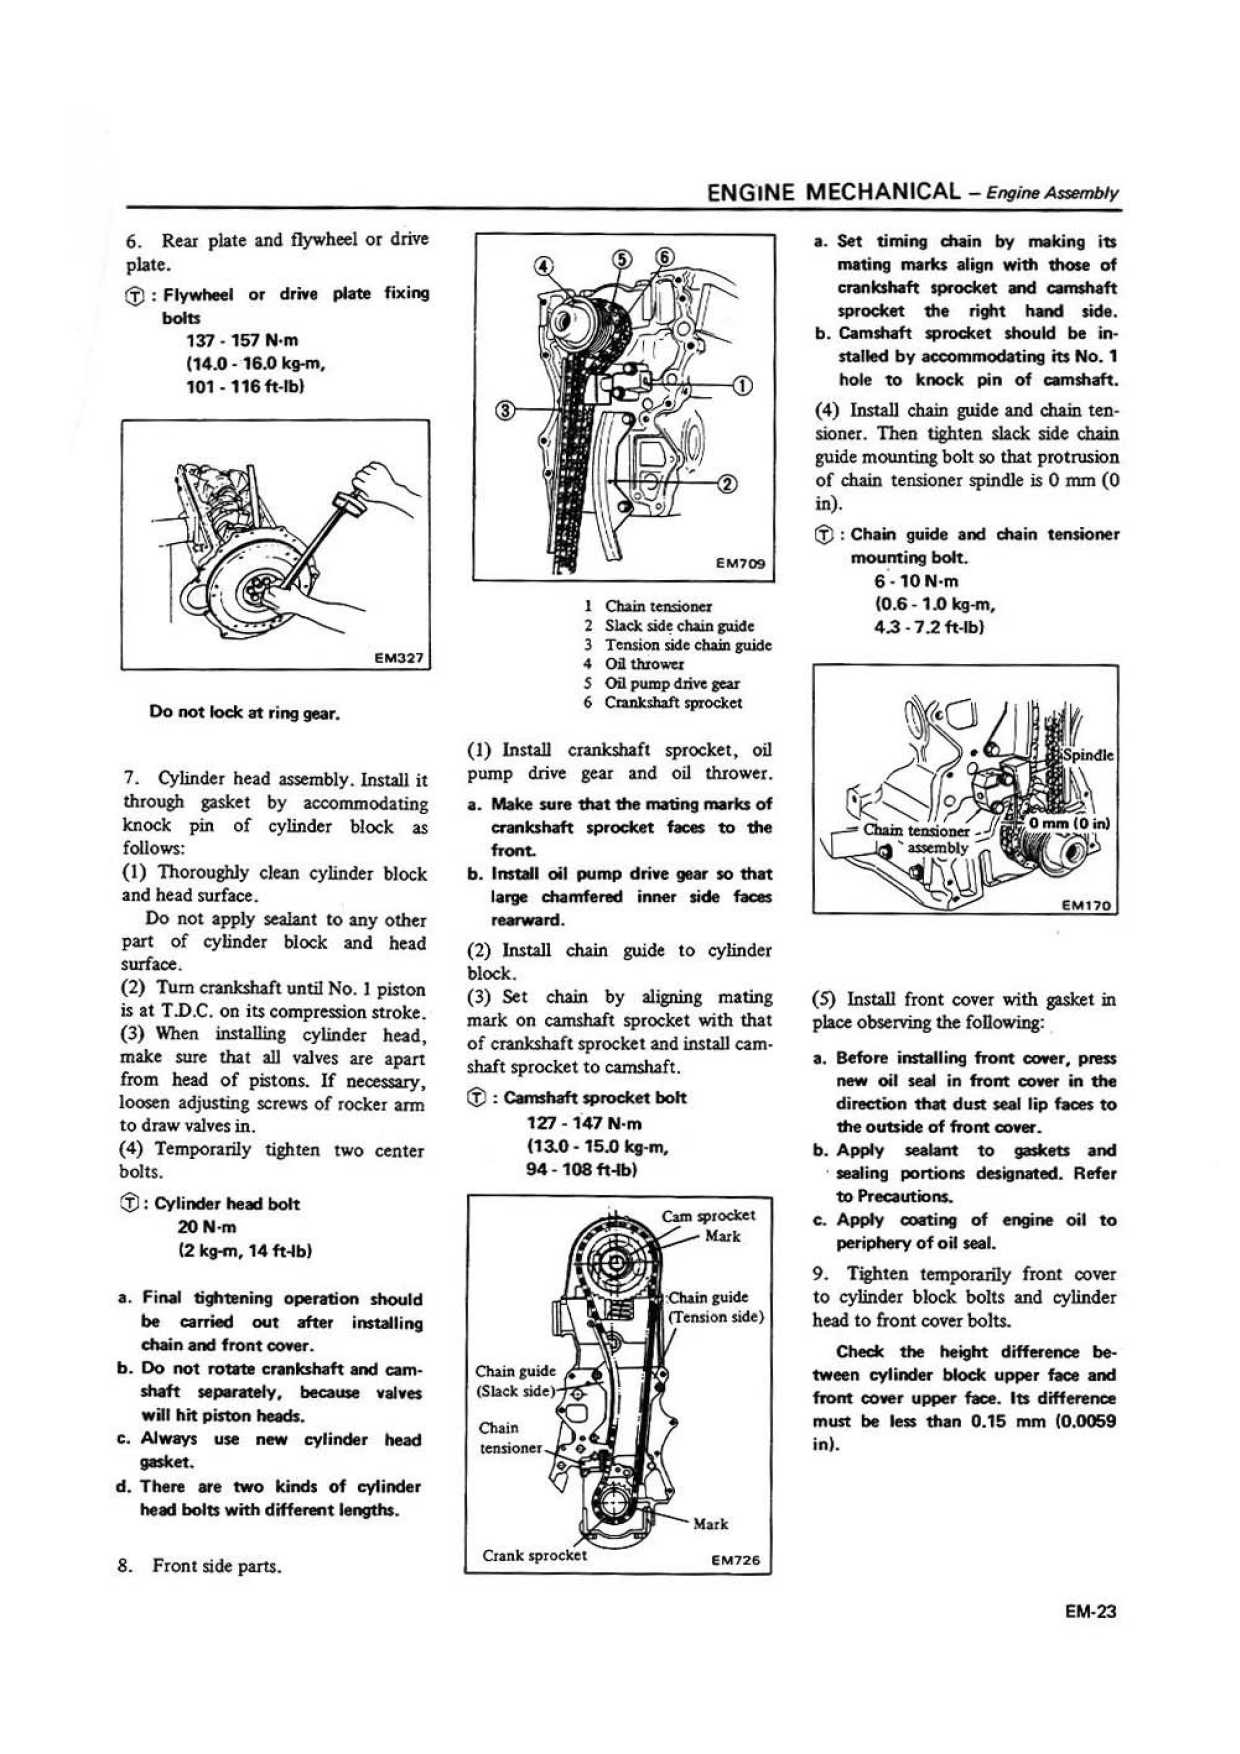 ENGINE MECHANICAL – Engine Assembly
6. Rear plate and flywheel or drive
plate.
Ⓣ : Flywheel or drive plate fixing
bolts
137 - 157 N·m
(14.0 - 16.0 kg-m,
101 - 116 ft-lb)
EM327
Do not lock at ring gear.
7. Cylinder head assembly. Install it
through gasket by accommodating
knock pin of cylinder block as
follows:
(1) Thoroughly clean cylinder block
and head surface.
Do not apply sealant to any other
part of cylinder block and head
surface.
(2) Turn crankshaft until No. 1 piston
is at T.D.C. on its compression stroke.
(3) When installing cylinder head,
make sure that all valves are apart
from head of pistons. If necessary,
loosen adjusting screws of rocker arm
to draw valves in.
(4) Temporarily tighten two center
bolts.
Ⓣ : Cylinder head bolt
20 N·m
(2 kg-m, 14 ft-lb)
a. Final tightening operation should
be carried out after installing
chain and front cover.
b. Do not rotate crankshaft and cam-
shaft separately, because valves
will hit piston heads.
c. Always use new cylinder head
gasket.
d. There are two kinds of cylinder
head bolts with different lengths.
8. Front side parts.
4 5 6
1
3
2
EM709
1 Chain tensioner
2 Slack side chain guide
3 Tension side chain guide
4 Oil thrower
5 Oil pump drive gear
6 Crankshaft sprocket
(1) Install crankshaft sprocket, oil
pump drive gear and oil thrower.
a. Make sure that the mating marks of
crankshaft sprocket faces to the
front.
b. Install oil pump drive gear so that
large chamfered inner side faces
rearward.
(2) Install chain guide to cylinder
block.
(3) Set chain by aligning mating
mark on camshaft sprocket with that
of crankshaft sprocket and install cam-
shaft sprocket to camshaft.
Ⓣ : Camshaft sprocket bolt
127 - 147 N·m
(13.0 - 15.0 kg-m,
94 - 108 ft-lb)
Cam sprocket
Mark
Chain guide
(Tension side)
Chain guide
(Slack side)
Chain
tensioner
Mark
Crank sprocket
EM726
a. Set timing chain by making its
mating marks align with those of
crankshaft sprocket and camshaft
sprocket the right hand side.
b. Camshaft sprocket should be in-
stalled by accommodating its No. 1
hole to knock pin of camshaft.
(4) Install chain guide and chain ten-
sioner. Then tighten slack side chain
guide mounting bolt so that protrusion
of chain tensioner spindle is 0 mm (0
in).
Ⓣ : Chain guide and chain tensioner
mounting bolt.
6 - 10 N·m
(0.6 - 1.0 kg-m,
4.3 - 7.2 ft-lb)
Spindle
0 mm (0 in)
Chain tensioner
assembly
EM170
(5) Install front cover with gasket in
place observing the following:
a. Before installing front cover, press
new oil seal in front cover in the
direction that dust seal lip faces to
the outside of front cover.
b. Apply sealant to gaskets and
sealing portions designated. Refer
to Precautions.
c. Apply coating of engine oil to
periphery of oil seal.
9. Tighten temporarily front cover
to cylinder block bolts and cylinder
head to front cover bolts.
Check the height difference be-
tween cylinder block upper face and
front cover upper face. Its difference
must be less than 0.15 mm (0.0059
in).
EM-23